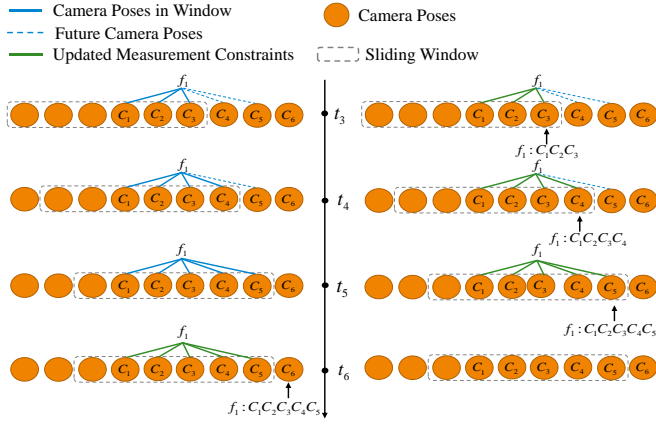 Camera Poses in Window
Future Camera Poses
Updated Measurement Constraints
Camera Poses
Sliding Window
f₁
C₁ C₂ C₃ C₄ C₅ C₆
t₃
f₁
C₁ C₂ C₃ C₄ C₅ C₆
f₁ : C₁C₂C₃
f₁
C₁ C₂ C₃ C₄ C₅ C₆
t₄
f₁
C₁ C₂ C₃ C₄ C₅ C₆
f₁ : C₁C₂C₃C₄
f₁
C₁ C₂ C₃ C₄ C₅ C₆
t₅
f₁
C₁ C₂ C₃ C₄ C₅ C₆
f₁ : C₁C₂C₃C₄C₅
f₁
C₁ C₂ C₃ C₄ C₅ C₆
f₁ : C₁C₂C₃C₄C₅
t₆
C₁ C₂ C₃ C₄ C₅ C₆